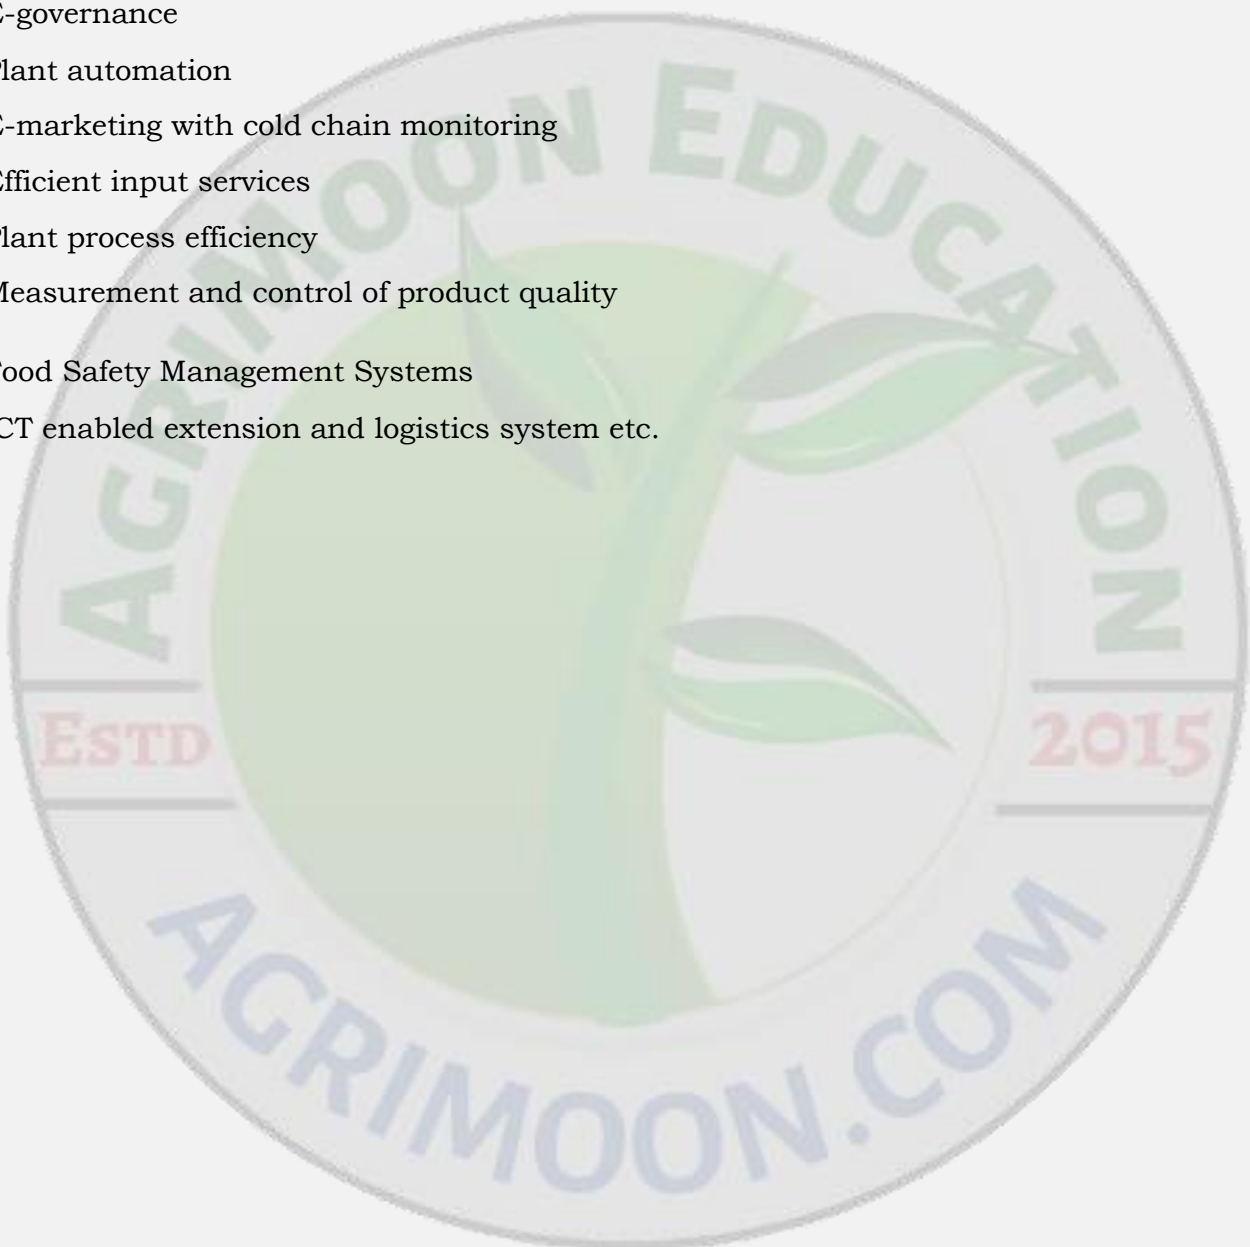 E-governance
Plant automation
E-marketing with cold chain monitoring
Efficient input services
Plant process efficiency
Measurement and control of product quality
Food Safety Management Systems
ICT enabled extension and logistics system etc.
AGRIMOON EDUCATION
ESTD
2015
AGRIMOON.COM